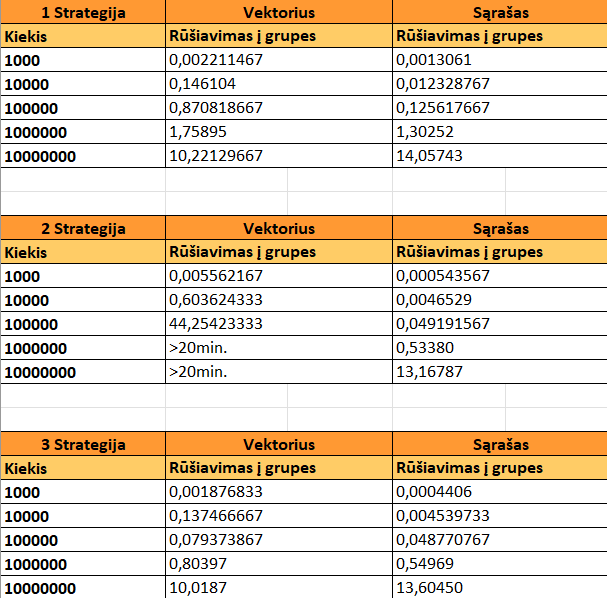 1 Strategija Vektorius Sąrašas
Kiekis Rūšiavimas į grupes Rūšiavimas į grupes
1000 0,002211467 0,0013061
10000 0,146104 0,012328767
100000 0,870818667 0,125617667
1000000 1,75895 1,30252
10000000 10,22129667 14,05743
2 Strategija Vektorius Sąrašas
Kiekis Rūšiavimas į grupes Rūšiavimas į grupes
1000 0,005562167 0,000543567
10000 0,603624333 0,0046529
100000 44,25423333 0,049191567
1000000 >20min. 0,53380
10000000 >20min. 13,16787
3 Strategija Vektorius Sąrašas
Kiekis Rūšiavimas į grupes Rūšiavimas į grupes
1000 0,001876833 0,0004406
10000 0,137466667 0,004539733
100000 0,079373867 0,048770767
1000000 0,80397 0,54969
10000000 10,0187 13,60450